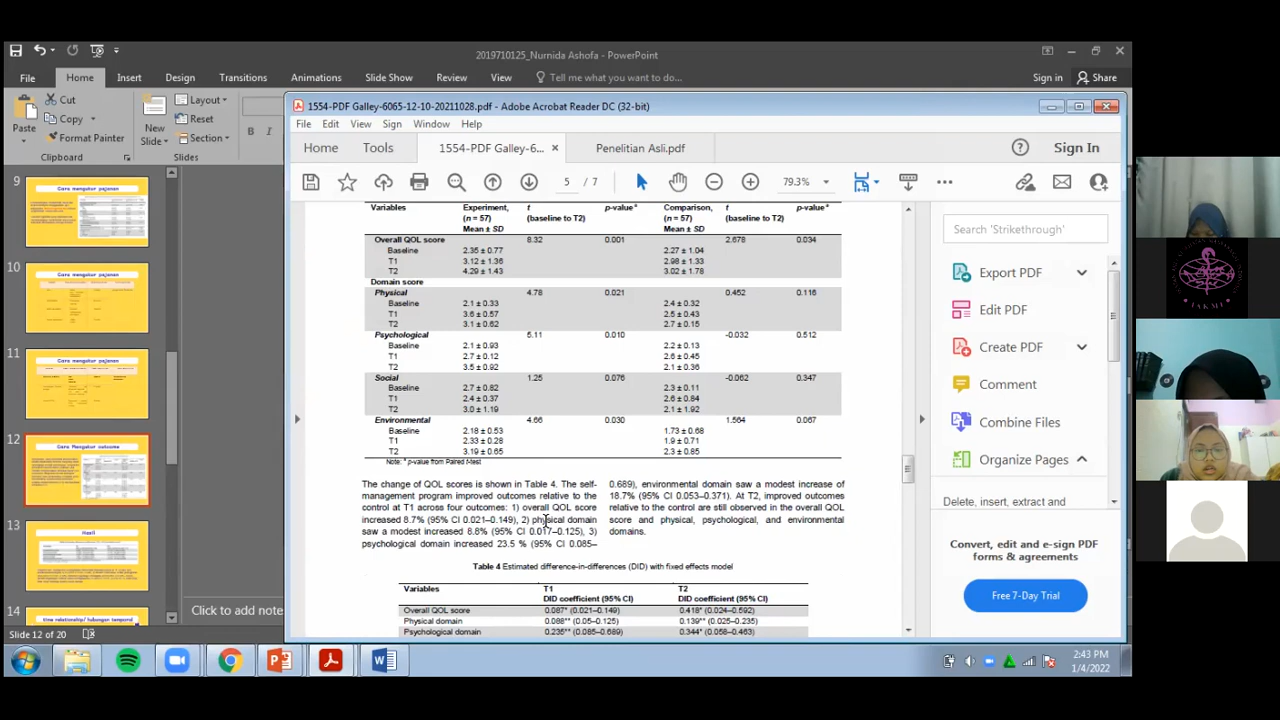 2019710125_Nurnida Ashofa - PowerPoint
File Home Insert Design Transitions Animations Slide Show Review View Tell me what you want to do... Sign in Share
Paste
Cut
Copy
Format Painter
Clipboard
New
Slide
Layout
Reset
Section
Slides
B I
9
Cara mengukur pajanan
10
Cara mengukur pajanan
11
Cara mengukur pajanan
12
Cara Mengukur outcome
13
Hasil
14
time relationship/ hubungan temporal
Click to add note
Slide 12 of 20
1554-PDF Galley-6065-12-10-20211028.pdf - Adobe Acrobat Reader DC (32-bit)
File Edit View Sign Window Help
Home Tools 1554-PDF Galley-6... × Penelitian Asli.pdf Sign In
5 / 7 79.3%
Variables Experiment, t p-value* Comparison, t p-value*
(n = 57) (baseline to T2) (n = 57) (baseline to T2)
Mean ± SD Mean ± SD
Overall QOL score 8.32 0.001 2.678 0.034
Baseline 2.35 ± 0.77 2.27 ± 1.04
T1 3.12 ± 1.36 2.98 ± 1.33
T2 4.29 ± 1.43 3.02 ± 1.78
Domain score
Physical 4.78 0.021 0.452 0.116
Baseline 2.1 ± 0.33 2.4 ± 0.32
T1 3.6 ± 0.57 2.5 ± 0.43
T2 3.1 ± 0.62 2.7 ± 0.15
Psychological 5.11 0.010 -0.032 0.512
Baseline 2.1 ± 0.93 2.2 ± 0.13
T1 2.7 ± 0.12 2.6 ± 0.45
T2 3.5 ± 0.92 2.1 ± 0.36
Social 1.25 0.076 -0.062 0.347
Baseline 2.7 ± 0.82 2.3 ± 0.11
T1 2.4 ± 0.37 2.6 ± 0.84
T2 3.0 ± 1.19 2.1 ± 1.92
Environmental 4.66 0.030 1.564 0.067
Baseline 2.18 ± 0.53 1.73 ± 0.68
T1 2.33 ± 0.28 1.9 ± 0.71
T2 3.19 ± 0.65 2.3 ± 0.85
Note: * p-value from Paired t-test
The change of QOL scores is shown in Table 4. The self-
management program improved outcomes relative to the
control at T1 across four outcomes: 1) overall QOL score
increased 8.7% (95% CI 0.021–0.149), 2) physical domain
saw a modest increased 8.8% (95% CI 0.017–0.125), 3)
psychological domain increased 23.5 % (95% CI 0.085–
0.689), environmental domain saw a modest increase of
18.7% (95% CI 0.053–0.371). At T2, improved outcomes
relative to the control are still observed in the overall QOL
score and physical, psychological, and environmental
domains.
Table 4 Estimated difference-in-differences (DID) with fixed effects model
Variables T1 T2
DID coefficient (95% CI) DID coefficient (95% CI)
Overall QOL score 0.087* (0.021–0.149) 0.418* (0.024–0.592)
Physical domain 0.088** (0.05–0.125) 0.139** (0.025–0.235)
Psychological domain 0.235** (0.085–0.689) 0.344* (0.058–0.463)
Search 'Strikethrough'
Export PDF
Edit PDF
Create PDF
Comment
Combine Files
Organize Pages
Delete, insert, extract and
Convert, edit and e-sign PDF
forms & agreements
Free 7-Day Trial
IAKMI
2:43 PM
1/4/2022